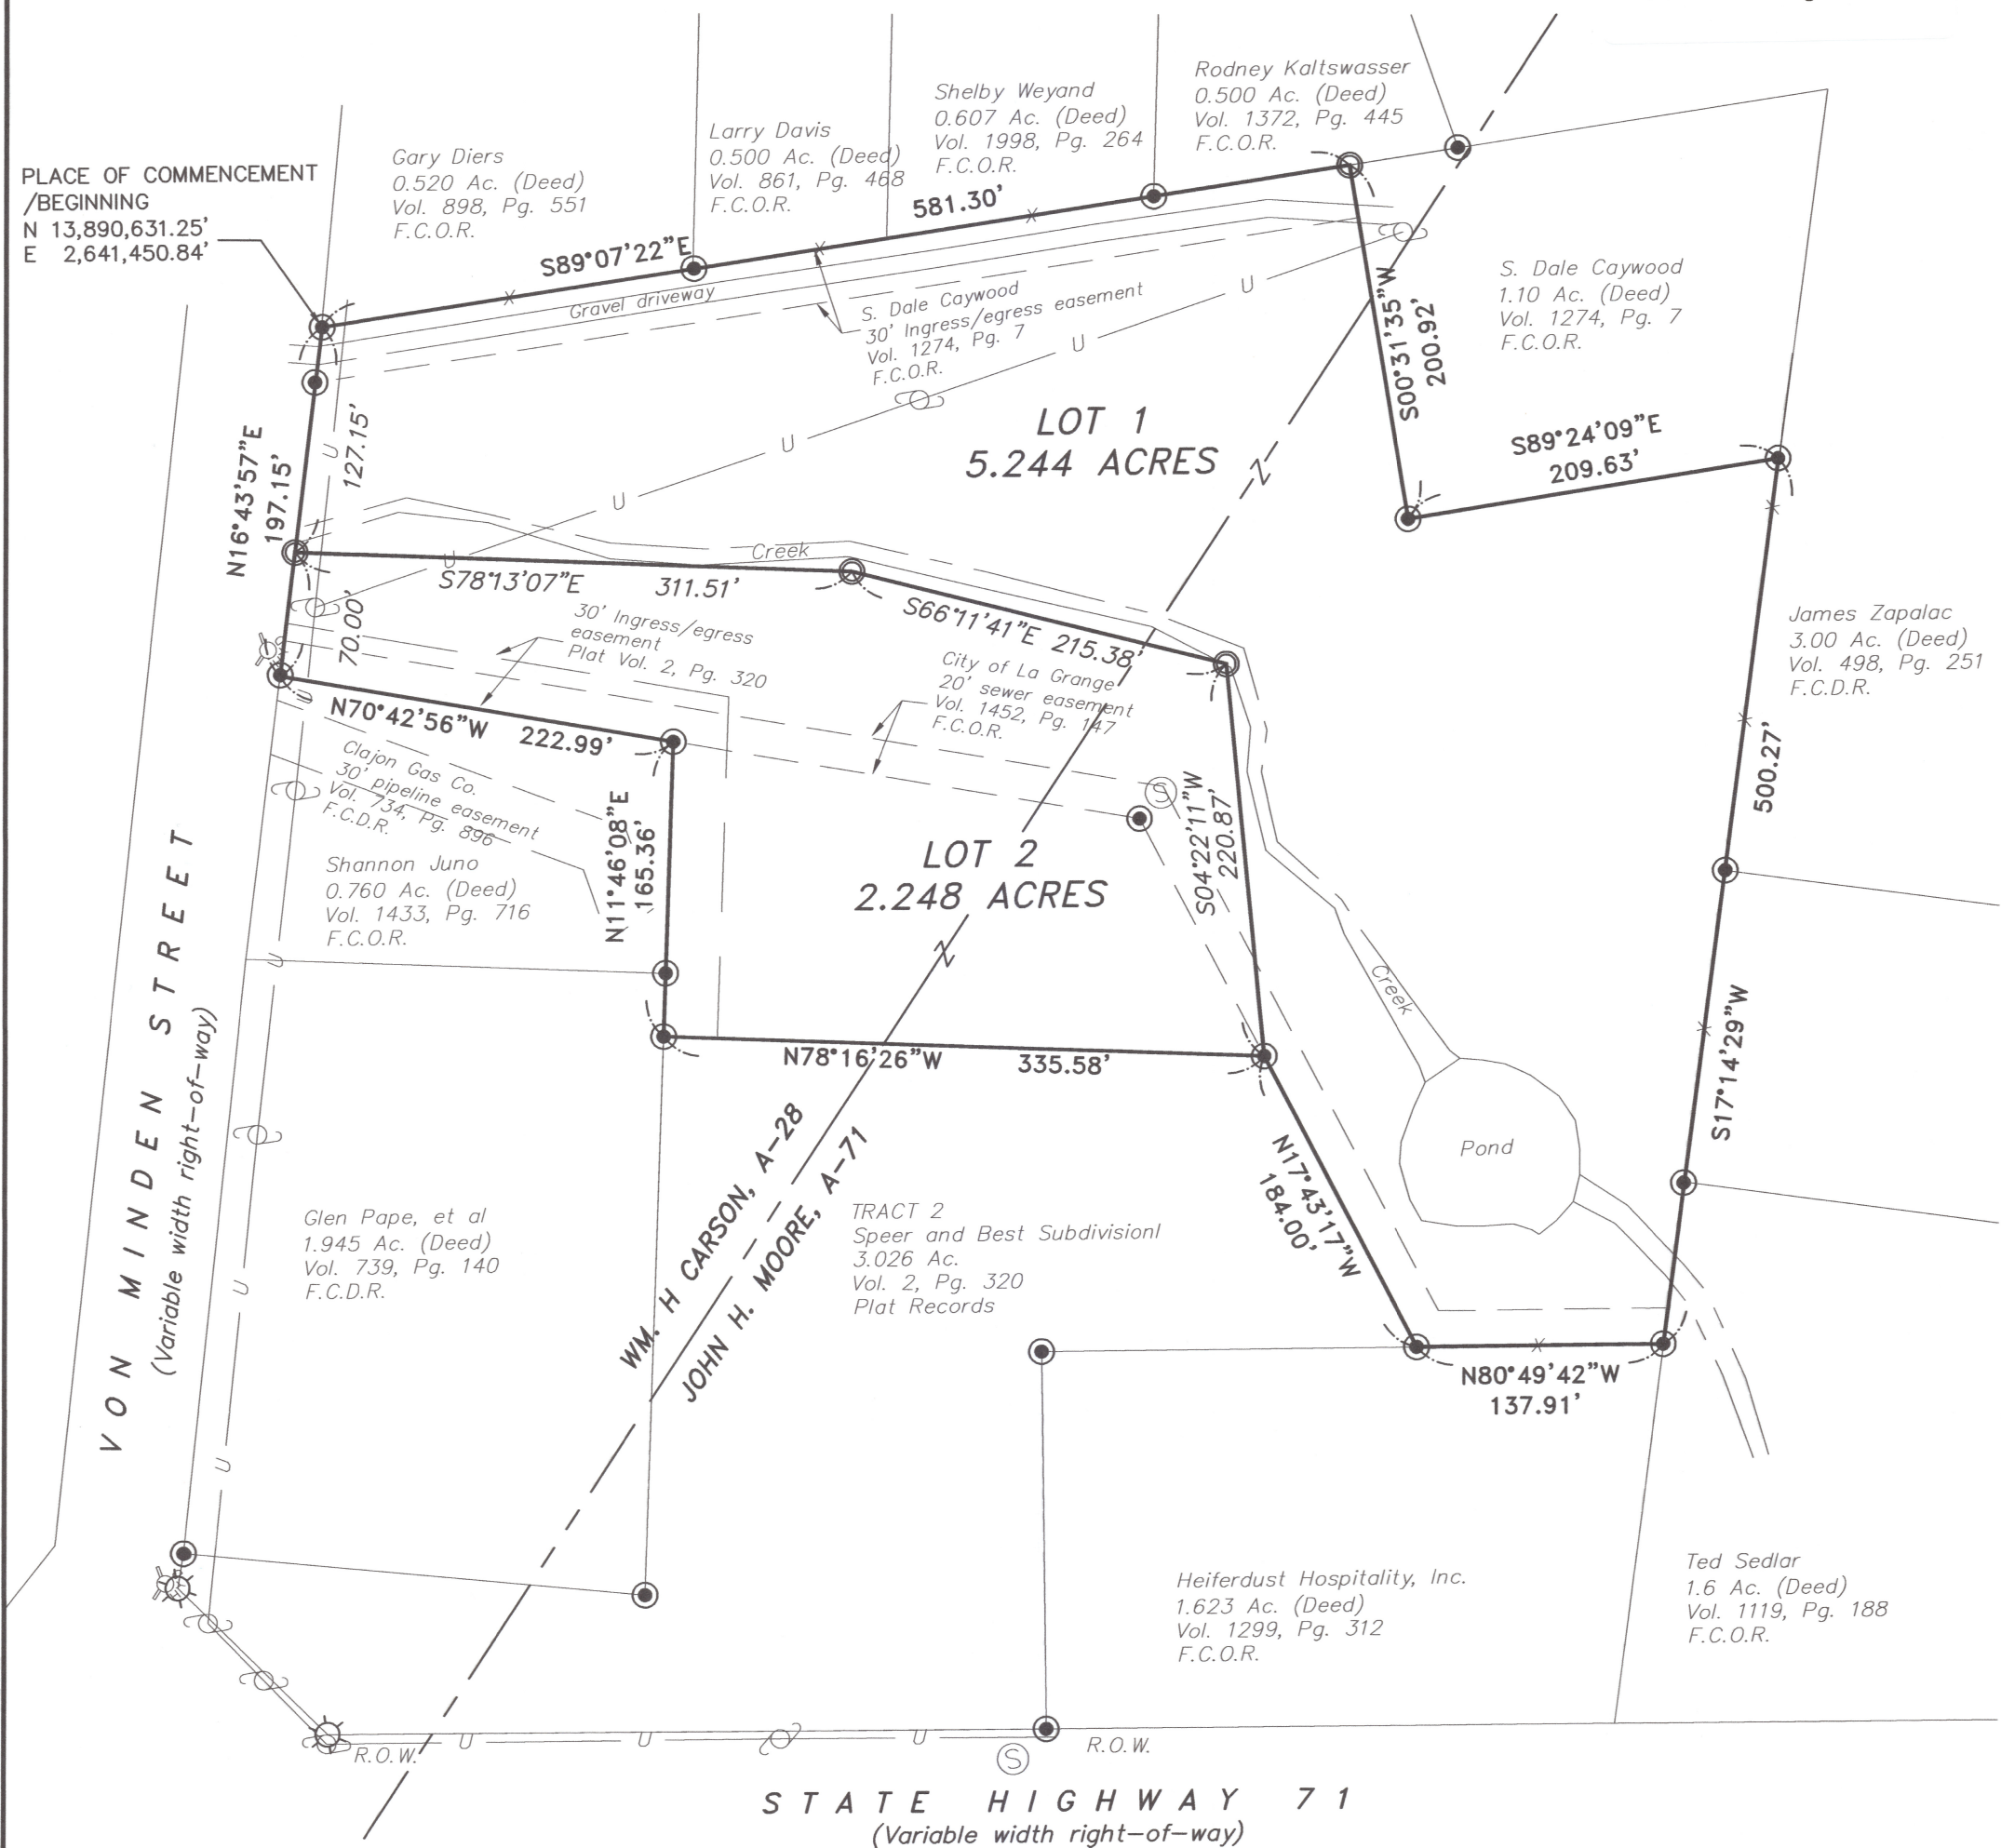 PLACE OF COMMENCEMENT
/BEGINNING
N 13,890,631.25'
E 2,641,450.84'
Gary Diers
0.520 Ac. (Deed)
Vol. 898, Pg. 551
F.C.O.R.
Larry Davis
0.500 Ac. (Deed)
Vol. 861, Pg. 468
F.C.O.R.
Shelby Weyand
0.607 Ac. (Deed)
Vol. 1998, Pg. 264
F.C.O.R.
Rodney Kaltswasser
0.500 Ac. (Deed)
Vol. 1372, Pg. 445
F.C.O.R.
S89°07'22"E
581.30'
Gravel driveway
S. Dale Caywood
30' Ingress/egress easement
Vol. 1274, Pg. 7
F.C.O.R.
S. Dale Caywood
1.10 Ac. (Deed)
Vol. 1274, Pg. 7
F.C.O.R.
S00°31'35"W
200.92'
S89°24'09"E
209.63'
LOT 1
5.244 ACRES
N16°43'57"E
197.15'
127.15'
70.00'
Creek
S78°13'07"E 311.51'
S66°11'41"E 215.38'
30' Ingress/egress
easement
Plat Vol. 2, Pg. 320
City of La Grange
20' sewer easement
Vol. 1452, Pg. 147
F.C.O.R.
James Zapalac
3.00 Ac. (Deed)
Vol. 498, Pg. 251
F.C.D.R.
N70°42'56"W 222.99'
Clajon Gas Co.
30' pipeline easement
Vol. 734, Pg. 896
F.C.D.R.
N11°46'08"E
165.36'
S04°22'11"W
220.87'
500.27'
S17°14'29"W
LOT 2
2.248 ACRES
Shannon Juno
0.760 Ac. (Deed)
Vol. 1433, Pg. 716
F.C.O.R.
Creek
N78°16'26"W 335.58'
Pond
N17°43'17"W
184.00'
VON MINDEN STREET
(Variable width right-of-way)
WM. H CARSON, A-28
JOHN H. MOORE, A-71
Glen Pape, et al
1.945 Ac. (Deed)
Vol. 739, Pg. 140
F.C.D.R.
TRACT 2
Speer and Best Subdivisionl
3.026 Ac.
Vol. 2, Pg. 320
Plat Records
N80°49'42"W
137.91'
Heiferdust Hospitality, Inc.
1.623 Ac. (Deed)
Vol. 1299, Pg. 312
F.C.O.R.
Ted Sedlar
1.6 Ac. (Deed)
Vol. 1119, Pg. 188
F.C.O.R.
R.O.W.
S
R.O.W.
STATE HIGHWAY 71
(Variable width right-of-way)